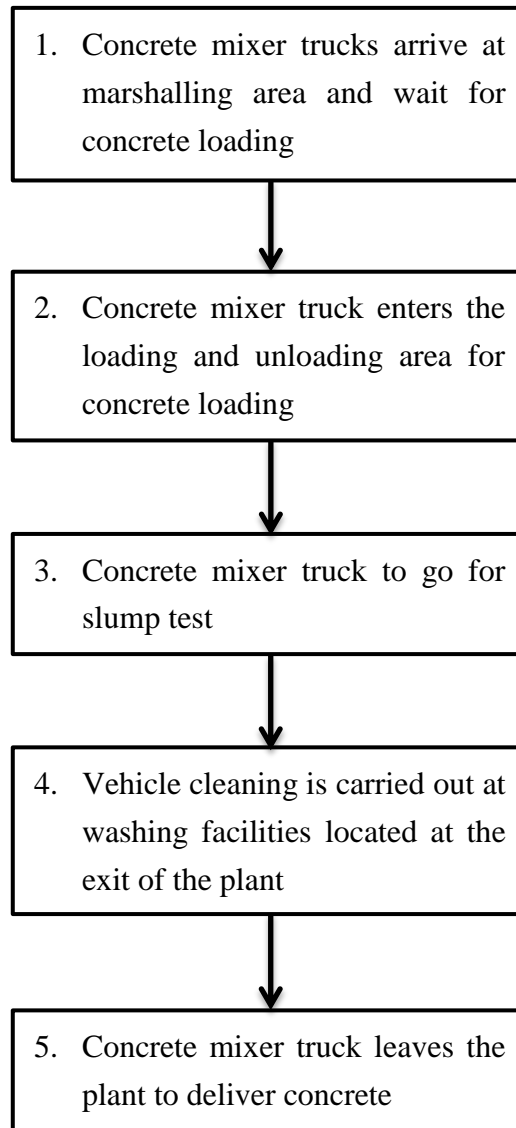 1. Concrete mixer trucks arrive at
marshalling area and wait for
concrete loading
2. Concrete mixer truck enters the
loading and unloading area for
concrete loading
3. Concrete mixer truck to go for
slump test
4. Vehicle cleaning is carried out at
washing facilities located at the
exit of the plant
5. Concrete mixer truck leaves the
plant to deliver concrete